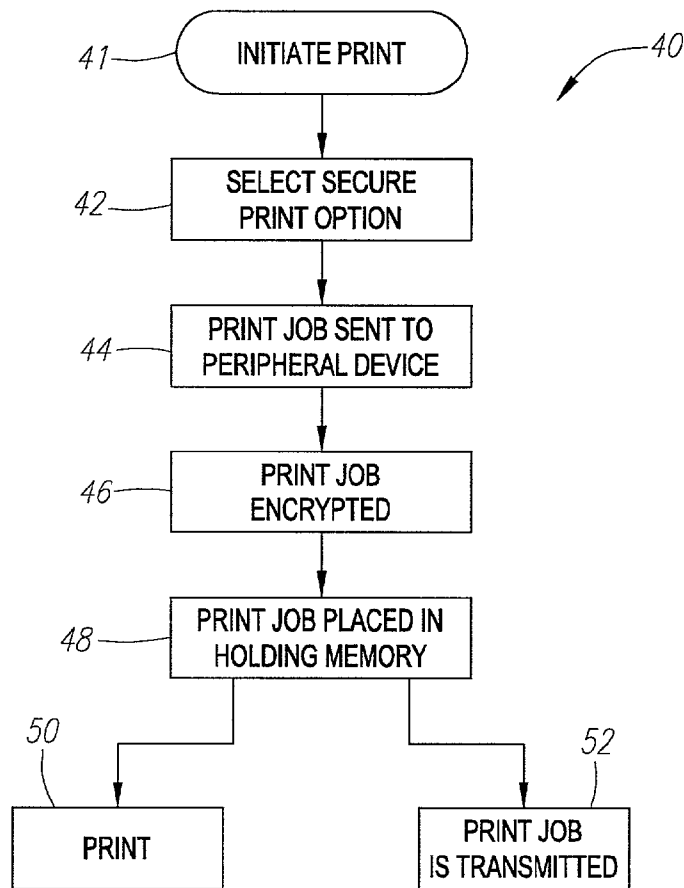 41
INITIATE PRINT
40
42
SELECT SECURE
PRINT OPTION
44
PRINT JOB SENT TO
PERIPHERAL DEVICE
46
PRINT JOB
ENCRYPTED
48
PRINT JOB PLACED IN
HOLDING MEMORY
50
PRINT
52
PRINT JOB
IS TRANSMITTED